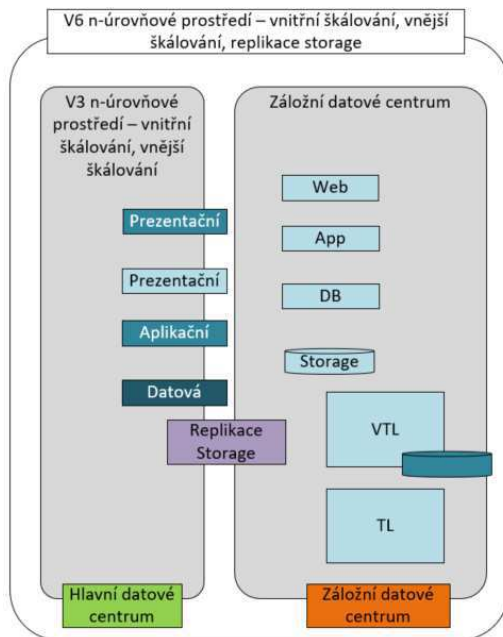 V6 n-úrovňové prostředí – vnitřní škálování, vnější
škálování, replikace storage
V3 n-úrovňové
prostředí – vnitřní
škálování, vnější
škálování
Prezentační
Prezentační
Aplikační
Datová
Replikace
Storage
Hlavní datové
centrum
Záložní datové centrum
Web
App
DB
Storage
VTL
TL
Záložní datové
centrum